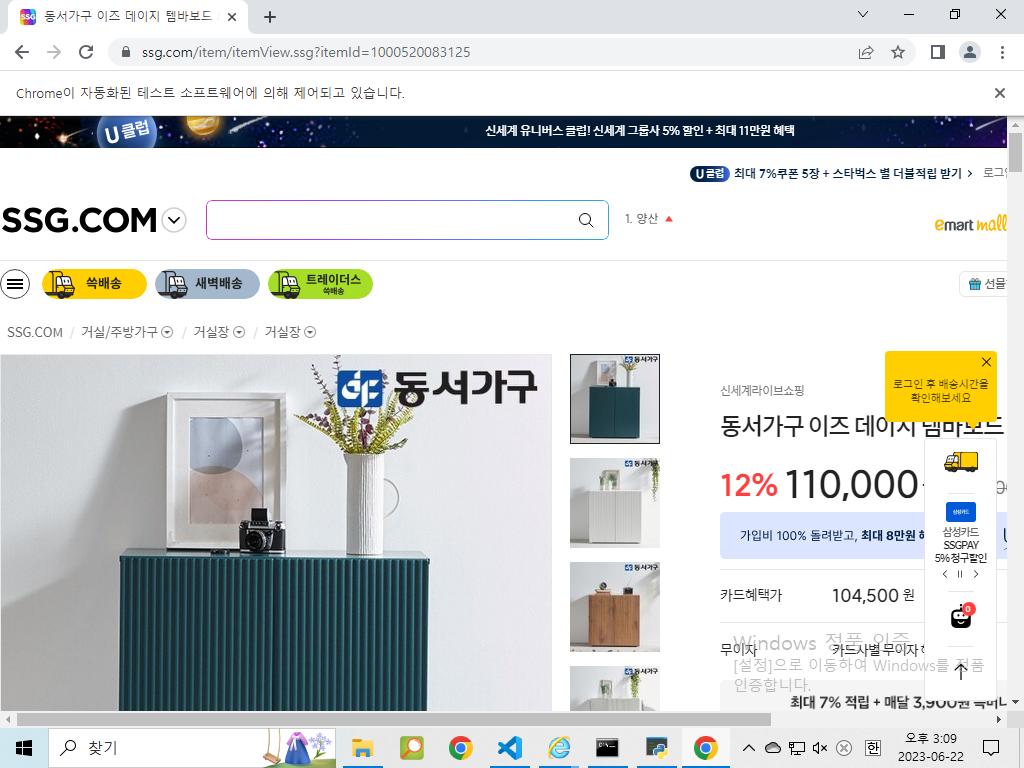 동서가구 이즈 데이지 템바보드
ssg.com/item/itemView.ssg?itemId=1000520083125
Chrome이 자동화된 테스트 소프트웨어에 의해 제어되고 있습니다.
U 클럽
신세계 유니버스 클럽! 신세계 그룹사 5% 할인 + 최대 11만원 혜택
U 클럽 최대 7%쿠폰 5장 + 스타벅스 별 더블적립 받기 >
SSG.COM
1. 양산
emart mall
쓱배송
새벽배송
트레이더스
쓱배송
선물
SSG.COM / 거실/주방가구 / 거실장 / 거실장
동서가구
로그인 후 배송시간을
확인해보세요
신세계라이브쇼핑
동서가구 이즈 데이지 템바보드
12% 110,000
가입비 100% 돌려받고, 최대 8만원
삼성카드
삼성카드
SSGPAY
5% 청구할인
카드혜택가 104,500 원
0
무이자 카드사별 무이자
Windows 정품 인증
[설정]으로 이동하여 Windows를 정품
인증합니다.
최대 7% 적립 + 매달 3,900원
찾기
오후 3:09
2023-06-22
한